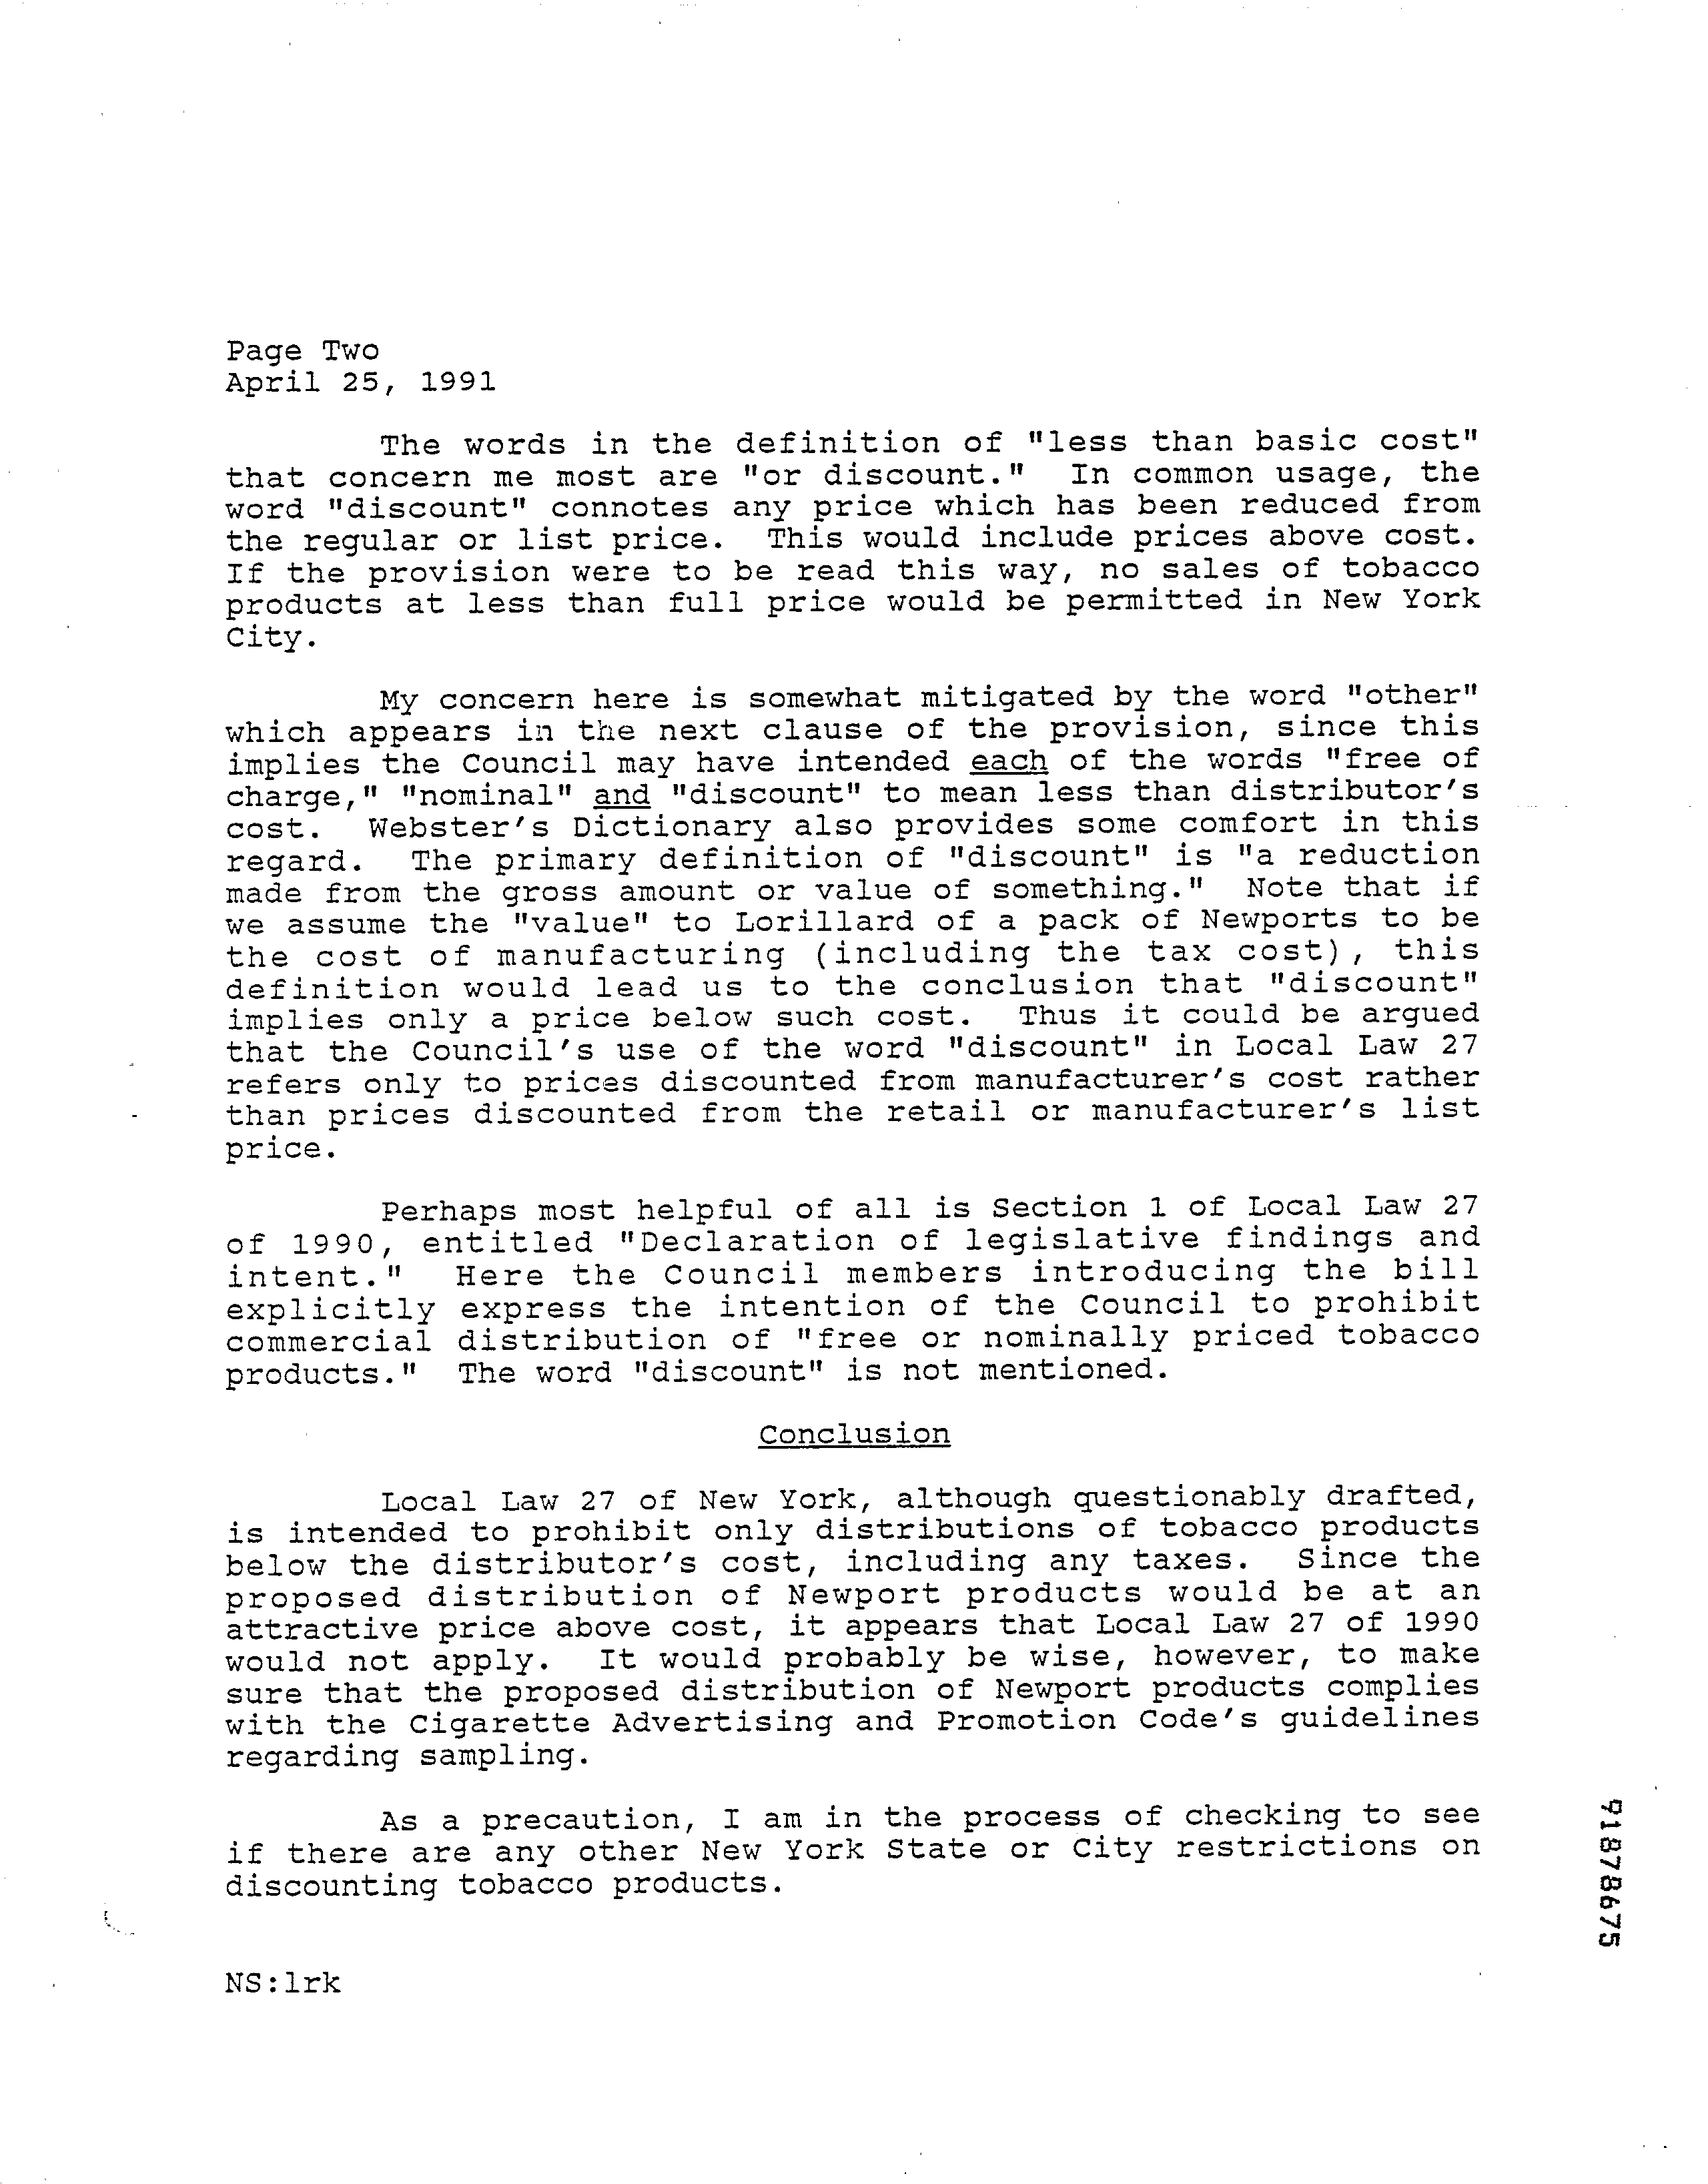 Page Two
April 25, 1991
The words in the definition of "less than basic cost"
that concern me most are "or discount." In common usage, the
word "discount" connotes any price which has been reduced from
the regular or list price. This would include prices above cost.
If the provision were to be read this way, no sales of tobacco
products at less than full price would be permitted in New York
City.
My concern here is somewhat mitigated by the word "other"
which appears in the next clause of the provision, since this
implies the Council may have intended each of the words "free of
charge," "nominal" and "discount" to mean less than distributor's
cost. Webster's Dictionary also provides some comfort in this
regard. The primary definition of "discount" is "a reduction
made from the gross amount or value of something." Note that if
we assume the "value" to Lorillard of a pack of Newports to be
the cost of manufacturing (including the tax cost), this
definition would lead us to the conclusion that "discount"
implies only a price below such cost. Thus it could be argued
that the Council's use of the word "discount" in Local Law 27
refers only to prices discounted from manufacturer's cost rather
than prices discounted from the retail or manufacturer's list
price.
Perhaps most helpful of all is Section 1 of Local Law 27
of 1990, entitled "Declaration of legislative findings and
intent." Here the Council members introducing the bill
explicitly express the intention of the Council to prohibit
commercial distribution of "free or nominally priced tobacco
products." The word "discount" is not mentioned.
Conclusion
Local Law 27 of New York, although questionably drafted,
is intended to prohibit only distributions of tobacco products
below the distributor's cost, including any taxes. Since the
proposed distribution of Newport products would be at an
attractive price above cost, it appears that Local Law 27 of 1990
would not apply. It would probably be wise, however, to make
sure that the proposed distribution of Newport products complies
with the Cigarette Advertising and Promotion Code's guidelines
regarding sampling.
As a precaution, I am in the process of checking to see
if there are any other New York State or City restrictions on
discounting tobacco products.
NS:lrk
91878675